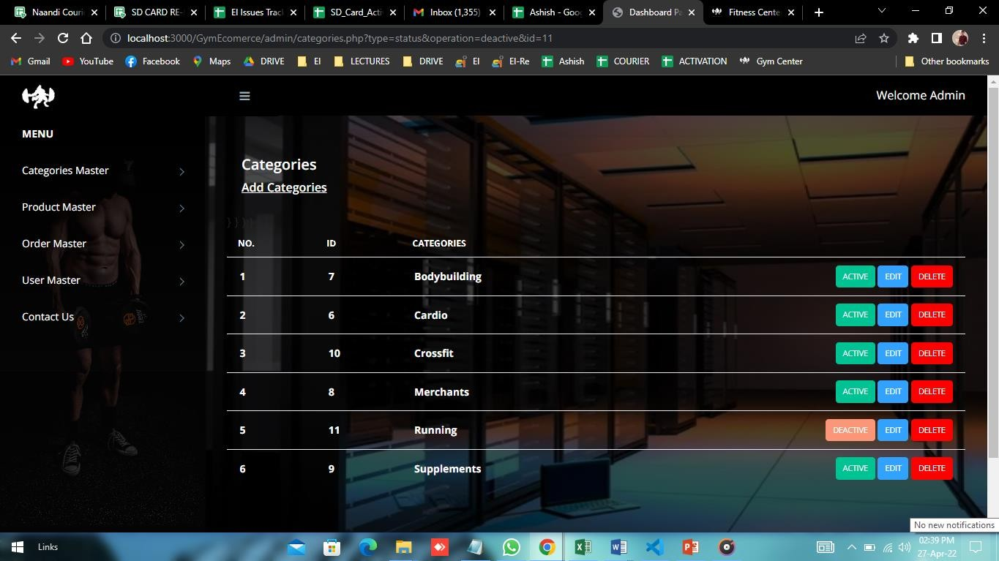 Naandi Couri
SD CARD RE-
EI Issues Trac
SD_Card_Acti
Inbox (1,355)
Ashish - Goo
Dashboard Pa
Fitness Cente
localhost:3000/GymEcomerce/admin/categories.php?type=status&operation=deactive&id=11
Gmail YouTube Facebook Maps DRIVE EI LECTURES DRIVE EI EI-Re Ashish COURIER ACTIVATION Gym Center Other bookmarks
Welcome Admin
MENU
Categories Master
Product Master
Order Master
User Master
Contact Us
Categories
Add Categories
} } } }
NO. ID CATEGORIES
1 7 Bodybuilding ACTIVE EDIT DELETE
2 6 Cardio ACTIVE EDIT DELETE
3 10 Crossfit ACTIVE EDIT DELETE
4 8 Merchants ACTIVE EDIT DELETE
5 11 Running DEACTIVE EDIT DELETE
6 9 Supplements ACTIVE EDIT DELETE
No new notifications
Links
02:39 PM
27-Apr-22